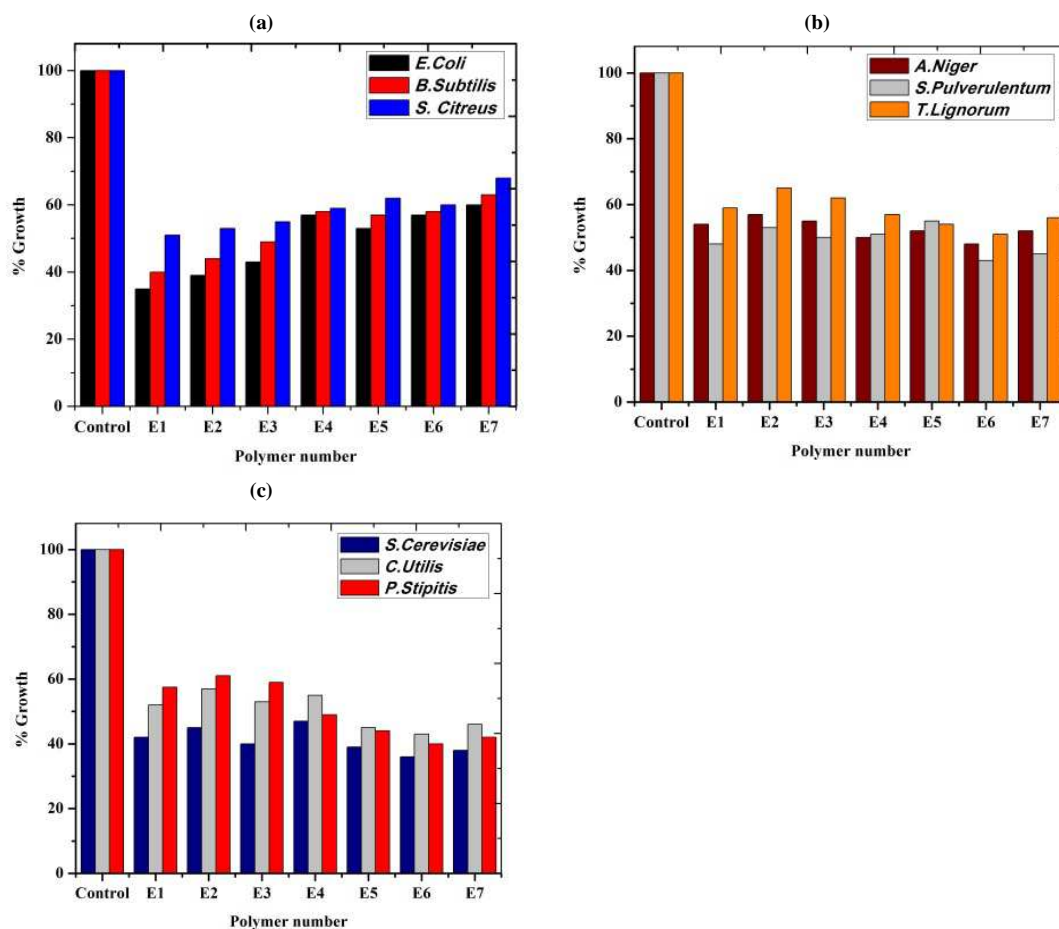 (a)
100
80
60
40
20
0
% Growth
E.Coli
B.Subtilis
S. Citreus
Control E1 E2 E3 E4 E5 E6 E7
Polymer number
(b)
100
80
60
40
20
0
% Growth
A.Niger
S.Pulverulentum
T.Lignorum
Control E1 E2 E3 E4 E5 E6 E7
Polymer number
(c)
100
80
60
40
20
0
% Growth
S.Cerevisiae
C.Utilis
P.Stipitis
Control E1 E2 E3 E4 E5 E6 E7
Polymer number